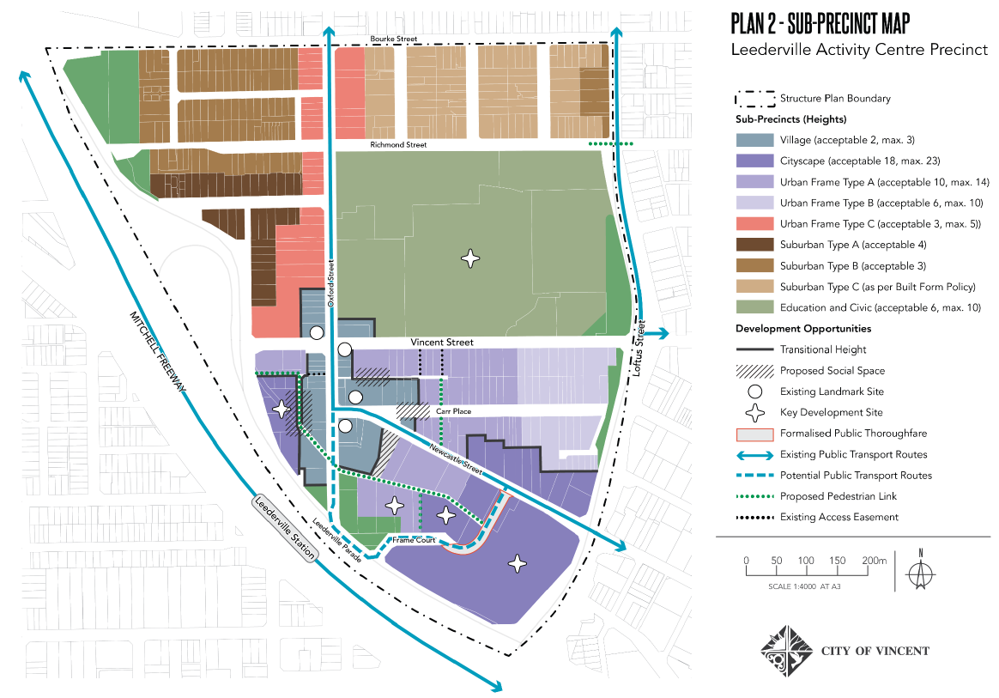 PLAN 2 - SUB-PRECINCT MAP
Leederville Activity Centre Precinct
Structure Plan Boundary
Sub-Precincts (Heights)
Village (acceptable 2, max. 3)
Cityscape (acceptable 18, max. 23)
Urban Frame Type A (acceptable 10, max. 14)
Urban Frame Type B (acceptable 6, max. 10)
Urban Frame Type C (acceptable 3, max. 5))
Suburban Type A (acceptable 4)
Suburban Type B (acceptable 3)
Suburban Type C (as per Built Form Policy)
Education and Civic (acceptable 6, max. 10)
Development Opportunities
Transitional Height
Proposed Social Space
Existing Landmark Site
Key Development Site
Formalised Public Thoroughfare
Existing Public Transport Routes
Potential Public Transport Routes
Proposed Pedestrian Link
Existing Access Easement
0 50 100 150 200m
SCALE 1:4000 AT A3
N
CITY OF VINCENT
Bourke Street
Richmond Street
Oxford Street
MITCHELL FREEWAY
Vincent Street
Loftus Street
Carr Place
Newcastle Street
Leederville Station
Leederville Parade
Frame Court